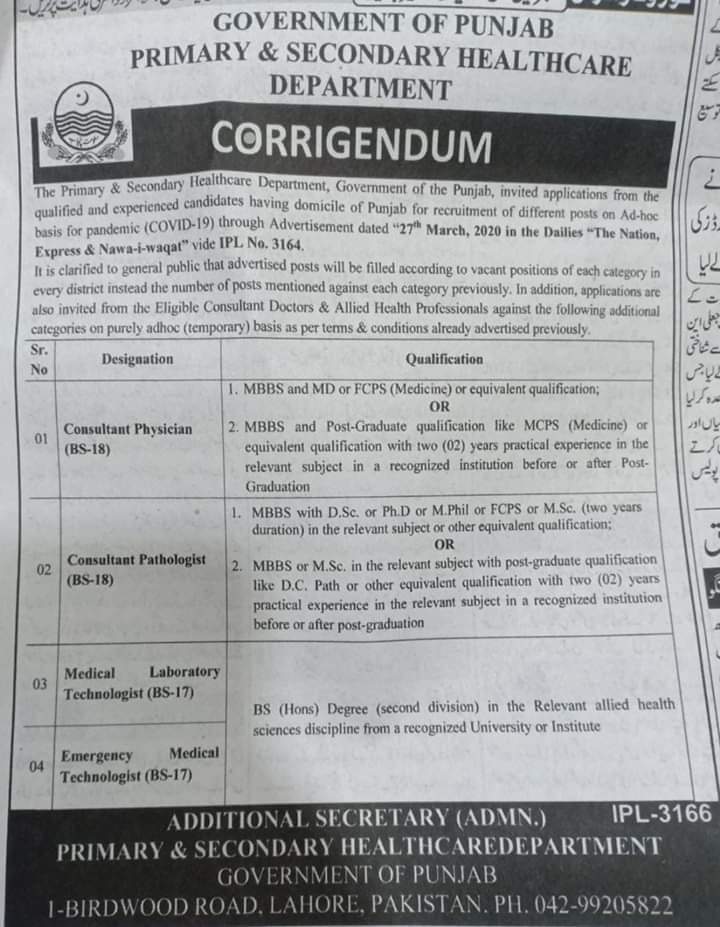 GOVERNMENT OF PUNJAB
PRIMARY & SECONDARY HEALTHCARE
DEPARTMENT
CORRIGENDUM
The Primary & Secondary Healthcare Department, Government of the Punjab, invited applications from the
qualified and experienced candidates having domicile of Punjab for recruitment of different posts on Ad-hoc
basis for pandemic (COVID-19) through Advertisement dated “27th March, 2020 in the Dailies “The Nation,
Express & Nawa-i-waqat” vide IPL No. 3164.
It is clarified to general public that advertised posts will be filled according to vacant positions of each category in
every district instead the number of posts mentioned against each category previously. In addition, applications are
also invited from the Eligible Consultant Doctors & Allied Health Professionals against the following additional
categories on purely adhoc (temporary) basis as per terms & conditions already advertised previously.
Sr.
No
Designation
Qualification
01
Consultant Physician
(BS-18)
1. MBBS and MD or FCPS (Medicine) or equivalent qualification;
OR
2. MBBS and Post-Graduate qualification like MCPS (Medicine) or
equivalent qualification with two (02) years practical experience in the
relevant subject in a recognized institution before or after Post-
Graduation
02
Consultant Pathologist
(BS-18)
1. MBBS with D.Sc. or Ph.D or M.Phil or FCPS or M.Sc. (two years
duration) in the relevant subject or other equivalent qualification;
OR
2. MBBS or M.Sc. in the relevant subject with post-graduate qualification
like D.C. Path or other equivalent qualification with two (02) years
practical experience in the relevant subject in a recognized institution
before or after post-graduation
03
Medical Laboratory
Technologist (BS-17)
BS (Hons) Degree (second division) in the Relevant allied health
sciences discipline from a recognized University or Institute
04
Emergency Medical
Technologist (BS-17)
ADDITIONAL SECRETARY (ADMN.)
IPL-3166
PRIMARY & SECONDARY HEALTHCAREDEPARTMENT
GOVERNMENT OF PUNJAB
1-BIRDWOOD ROAD, LAHORE, PAKISTAN. PH. 042-99205822
نے
لیا
پولیس